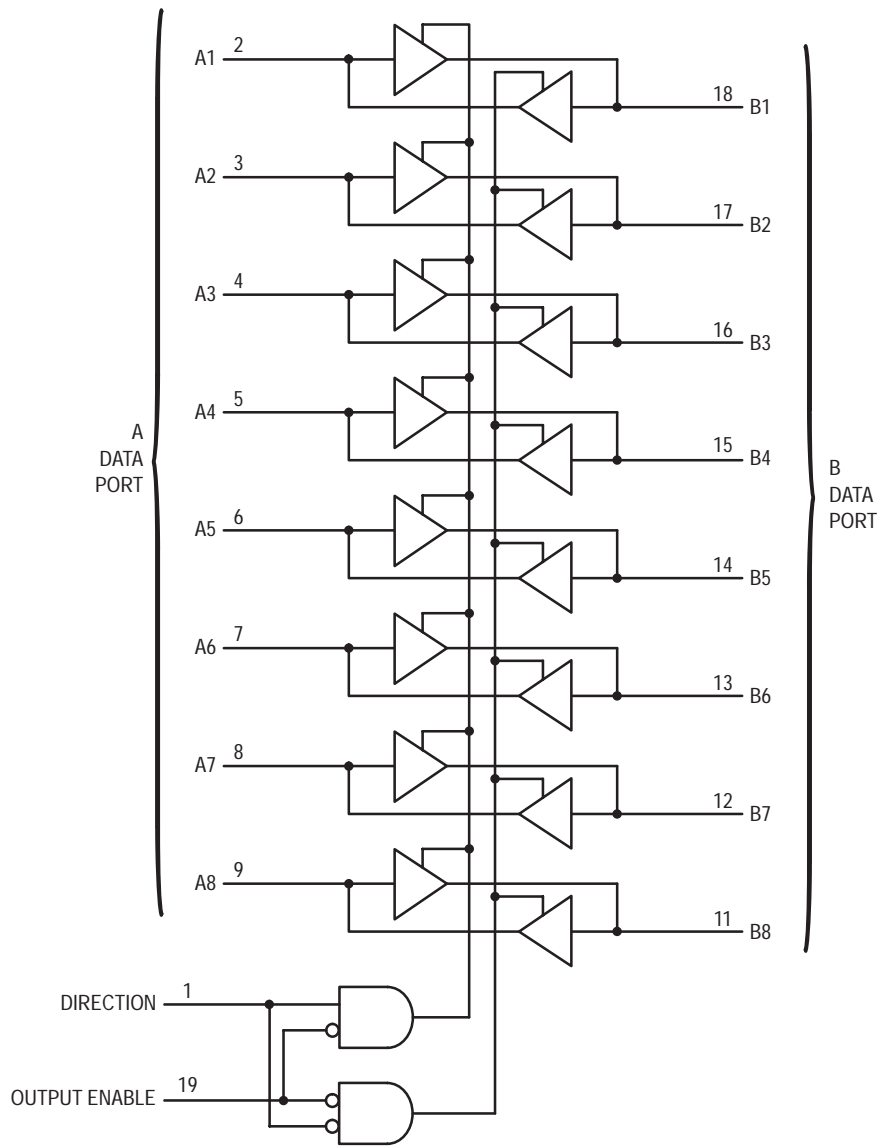 A1 2
18 B1
A2 3
17 B2
A3 4
16 B3
A4 5
15 B4
A
DATA
PORT
B
DATA
PORT
A5 6
14 B5
A6 7
13 B6
A7 8
12 B7
A8 9
11 B8
DIRECTION 1
OUTPUT ENABLE 19